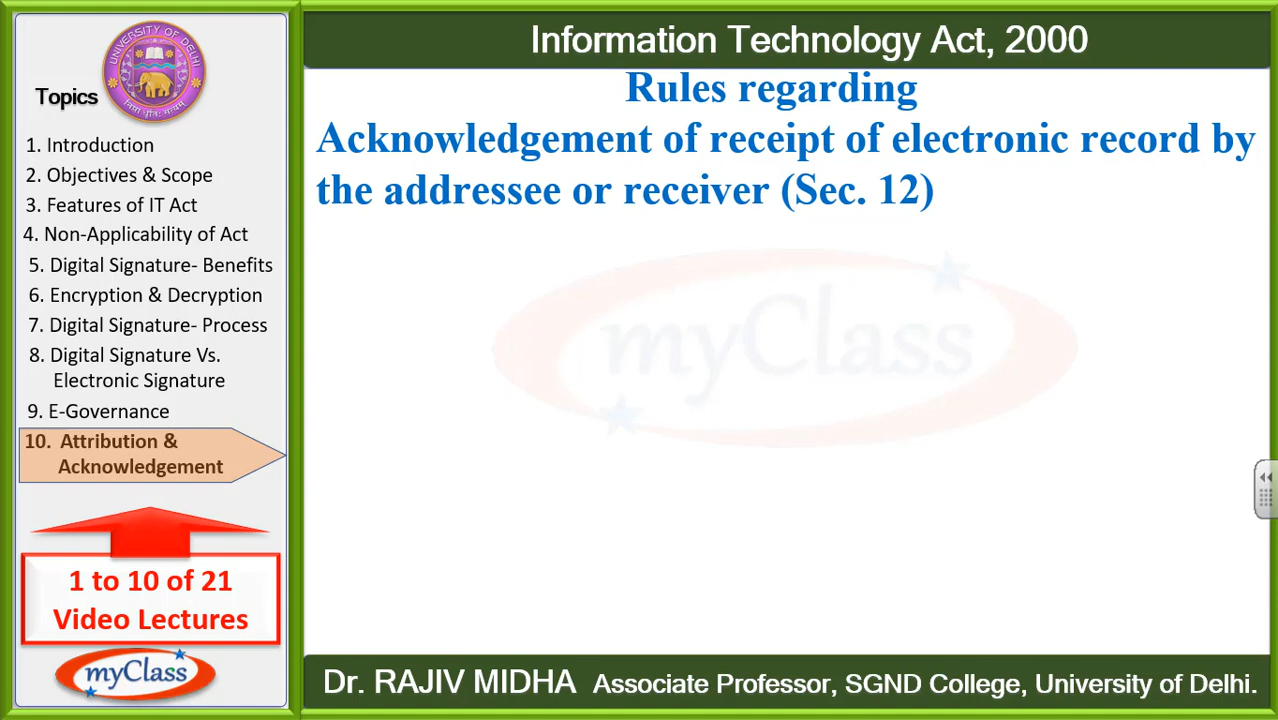 Information Technology Act, 2000
UNIVERSITY OF DELHI
Topics
1. Introduction
2. Objectives & Scope
3. Features of IT Act
4. Non-Applicability of Act
5. Digital Signature- Benefits
6. Encryption & Decryption
7. Digital Signature- Process
8. Digital Signature Vs.
Electronic Signature
9. E-Governance
10. Attribution &
Acknowledgement
1 to 10 of 21
Video Lectures
myClass
Rules regarding
Acknowledgement of receipt of electronic record by
the addressee or receiver (Sec. 12)
myClass
Dr. RAJIV MIDHA Associate Professor, SGND College, University of Delhi.